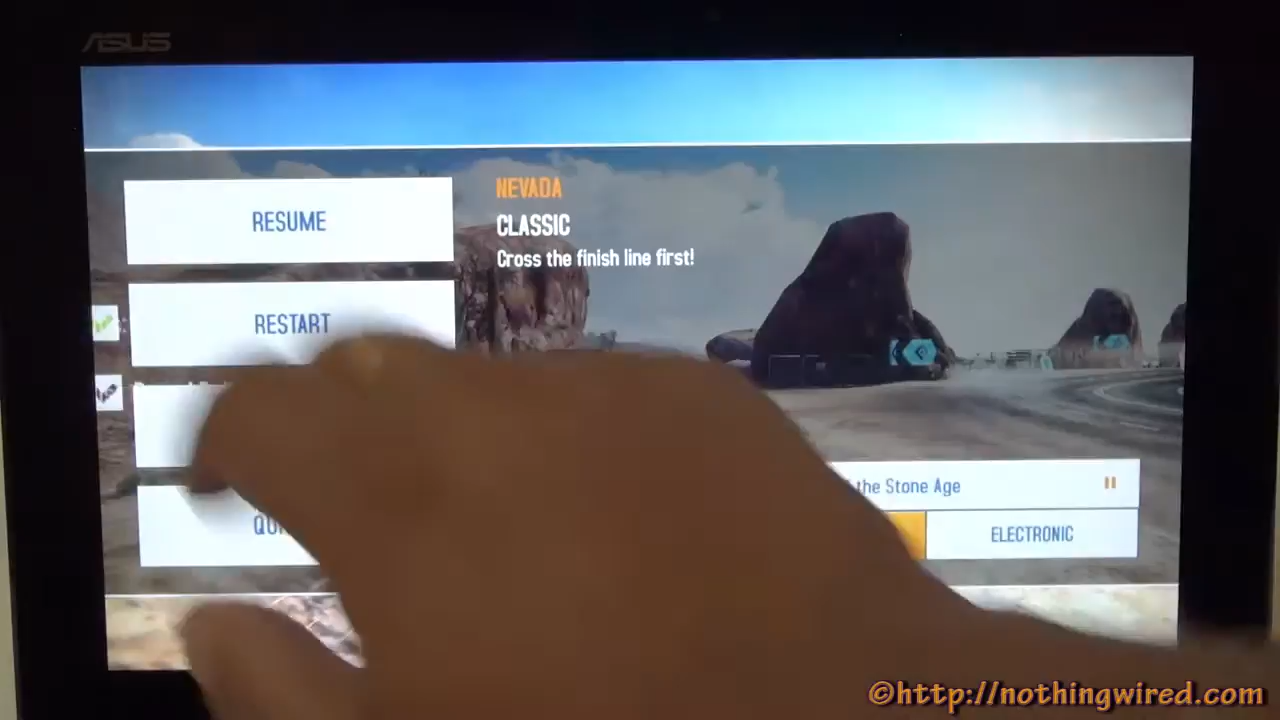 ASUS
NEVADA
CLASSIC
Cross the finish line first!
RESUME
RESTART
the Stone Age
ELECTRONIC
©http://nothingwired.com